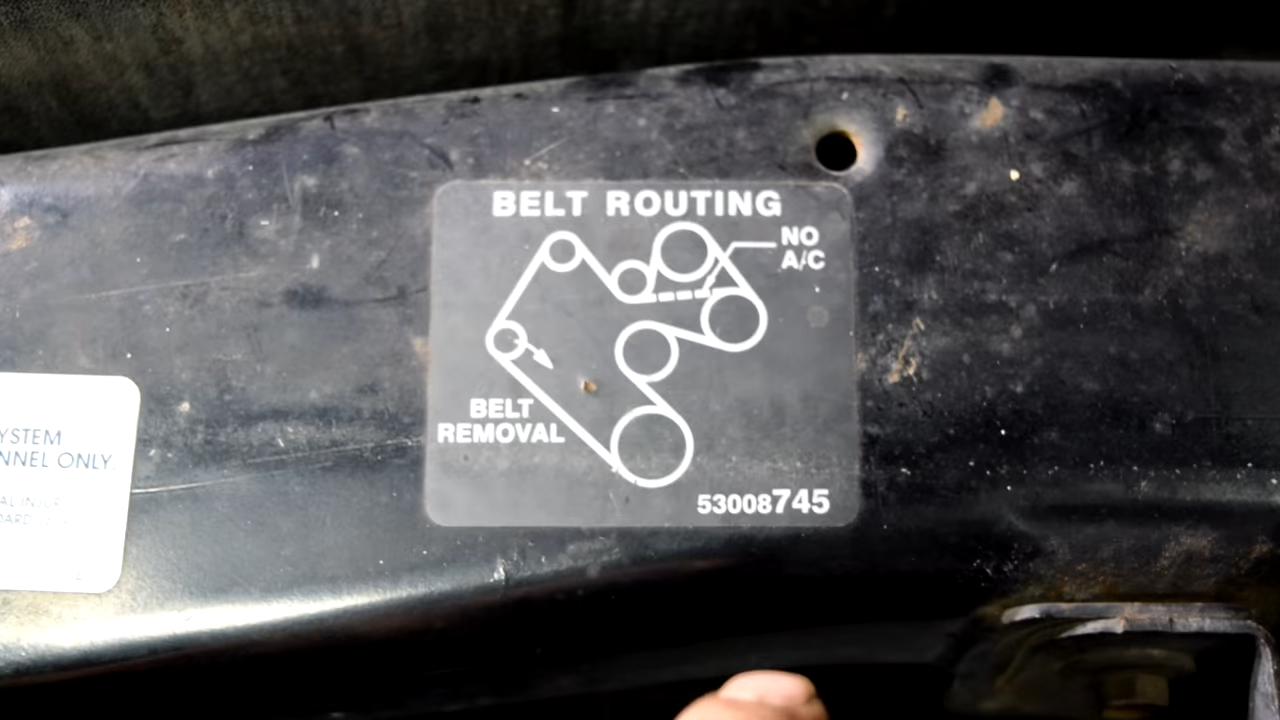 BELT ROUTING
NO
A/C
BELT
REMOVAL
53008745
YSTEM
NNEL ONLY.